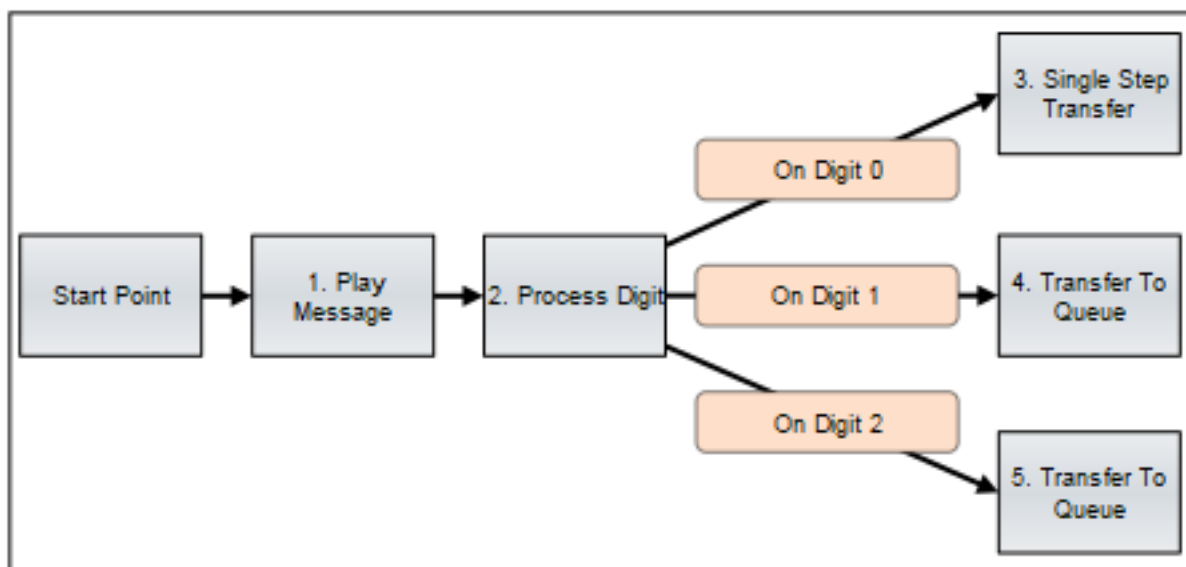 3. Single Step
Transfer
On Digit 0
Start Point
1. Play
Message
2. Process Digit
On Digit 1
4. Transfer To
Queue
On Digit 2
5. Transfer To
Queue